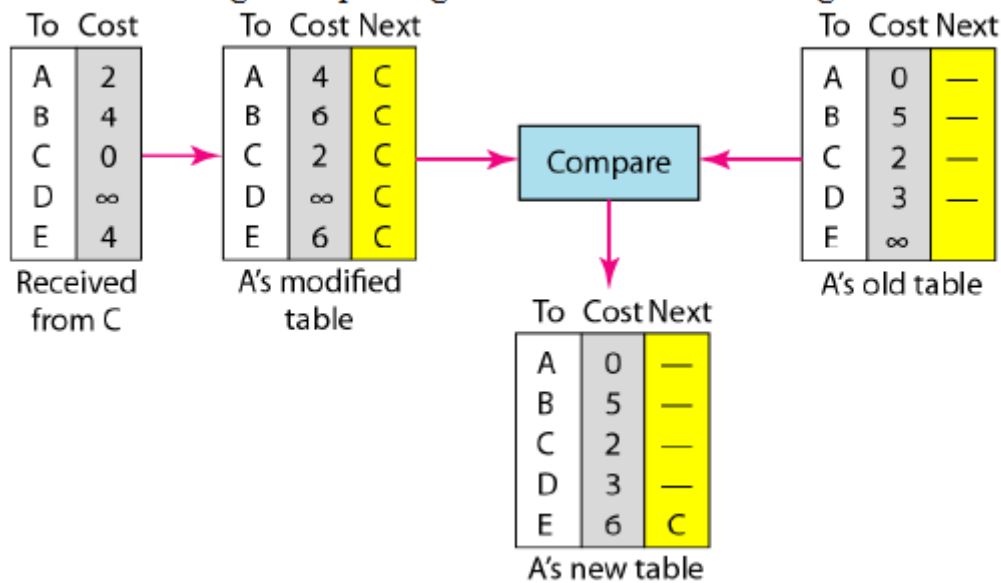 To Cost
A 2
B 4
C 0
D ∞
E 4
Received
from C
To Cost Next
A 4 C
B 6 C
C 2 C
D ∞ C
E 6 C
A's modified
table
Compare
To Cost Next
A 0 —
B 5 —
C 2 —
D 3 —
E ∞
A's old table
To Cost Next
A 0 —
B 5 —
C 2 —
D 3 —
E 6 C
A's new table